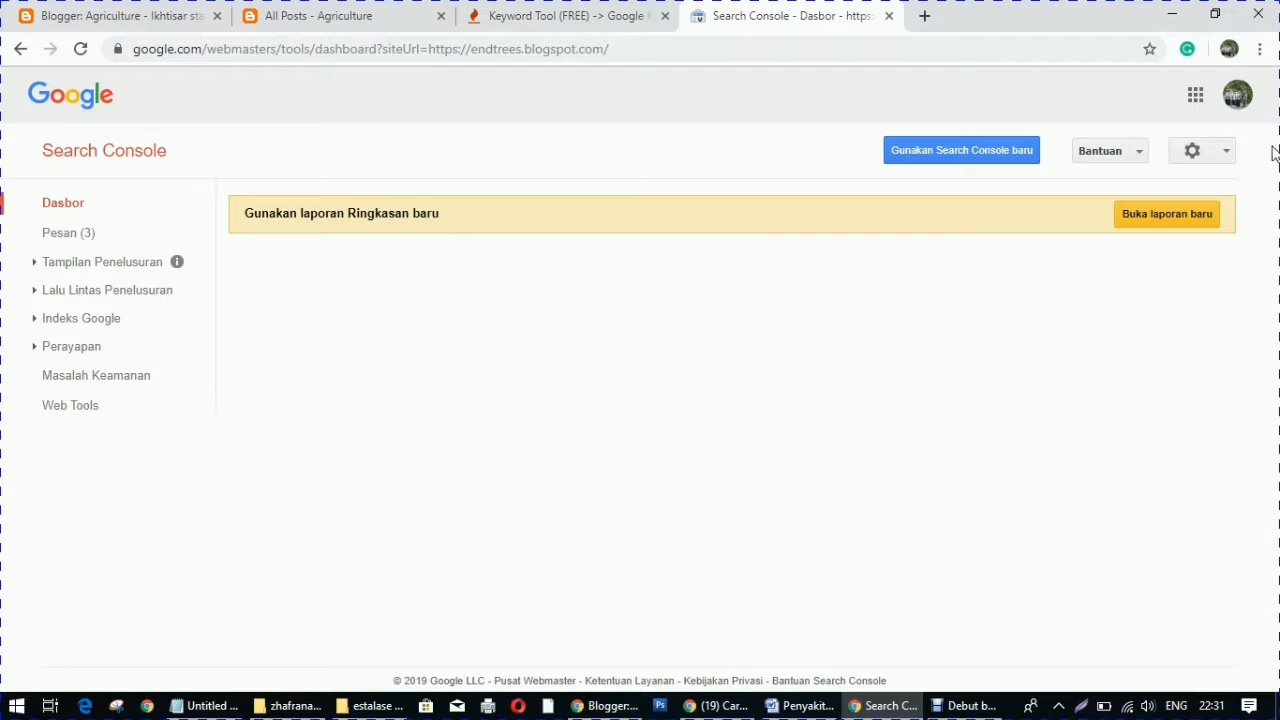 Blogger: Agriculture - Ikhtisar sta
All Posts - Agriculture
Keyword Tool (FREE) -> Google K
Search Console - Dasbor - https:
google.com/webmasters/tools/dashboard?siteUrl=https://endtrees.blogspot.com/
Google
Search Console
Gunakan Search Console baru
Bantuan
Dasbor
Gunakan laporan Ringkasan baru
Buka laporan baru
Pesan (3)
Tampilan Penelusuran
Lalu Lintas Penelusuran
Indeks Google
Perayapan
Masalah Keamanan
Web Tools
© 2019 Google LLC - Pusat Webmaster - Ketentuan Layanan - Kebijakan Privasi - Bantuan Search Console
Untitled ...
zhafrana...
estalase ...
Blogger:...
(19) Car...
Penyakit...
Search C...
Debut b...
ENG
22:31